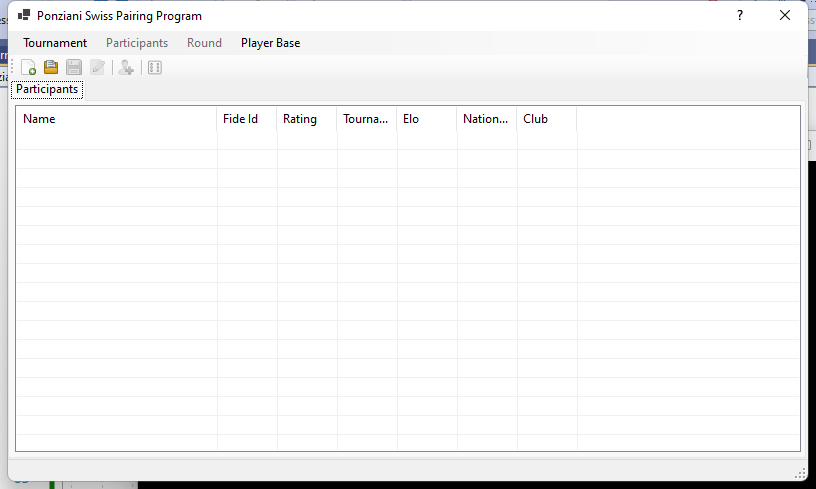 Ponziani Swiss Pairing Program
?
Tournament Participants Round Player Base
Participants
Name Fide Id Rating Tourna... Elo Nation... Club